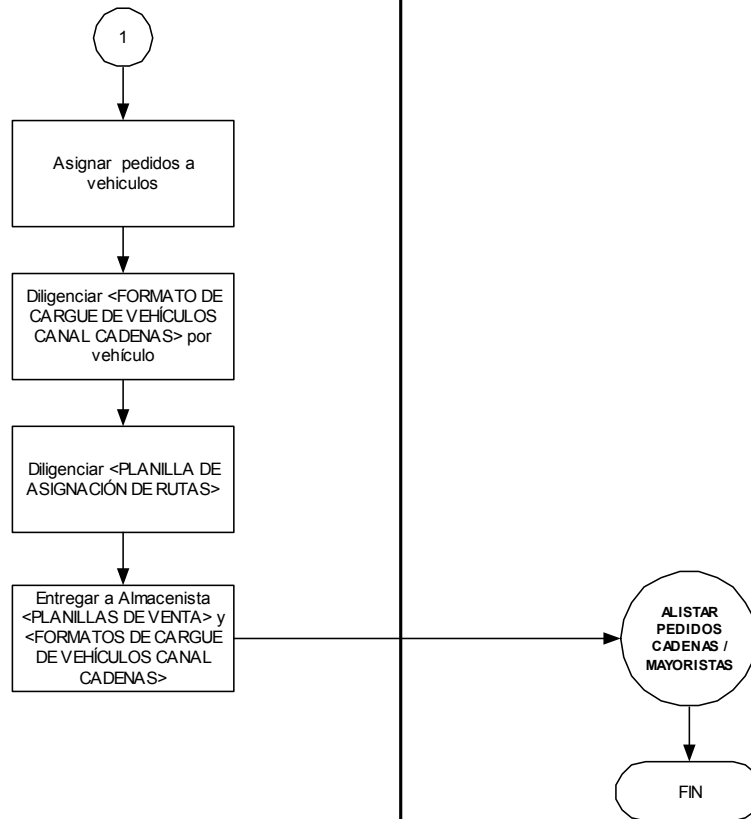 1
Asignar pedidos a
vehiculos
Diligenciar <FORMATO DE
CARGUE DE VEHÍCULOS
CANAL CADENAS> por
vehículo
Diligenciar <PLANILLA DE
ASIGNACIÓN DE RUTAS>
Entregar a Almacenista
<PLANILLAS DE VENTA> y
<FORMATOS DE CARGUE
DE VEHÍCULOS CANAL
CADENAS>
ALISTAR
PEDIDOS
CADENAS /
MAYORISTAS
FIN